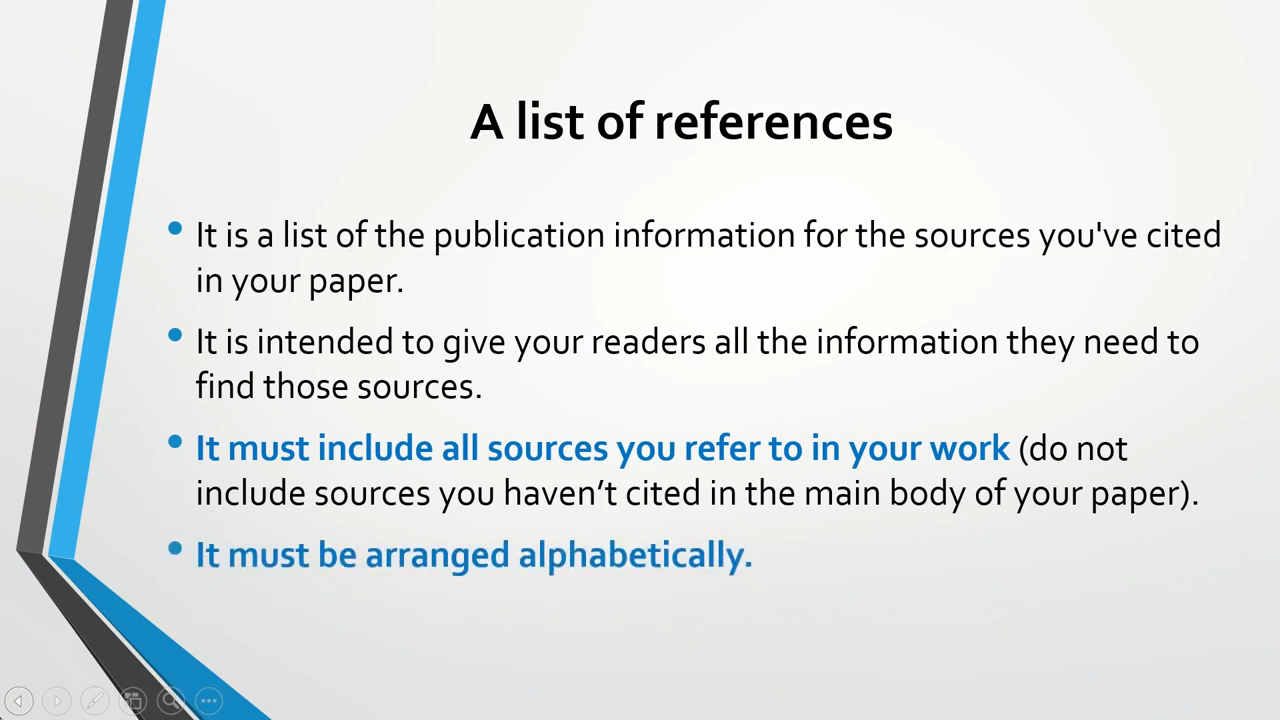 A list of references
• It is a list of the publication information for the sources you've cited
in your paper.
• It is intended to give your readers all the information they need to
find those sources.
• It must include all sources you refer to in your work (do not
include sources you haven’t cited in the main body of your paper).
• It must be arranged alphabetically.